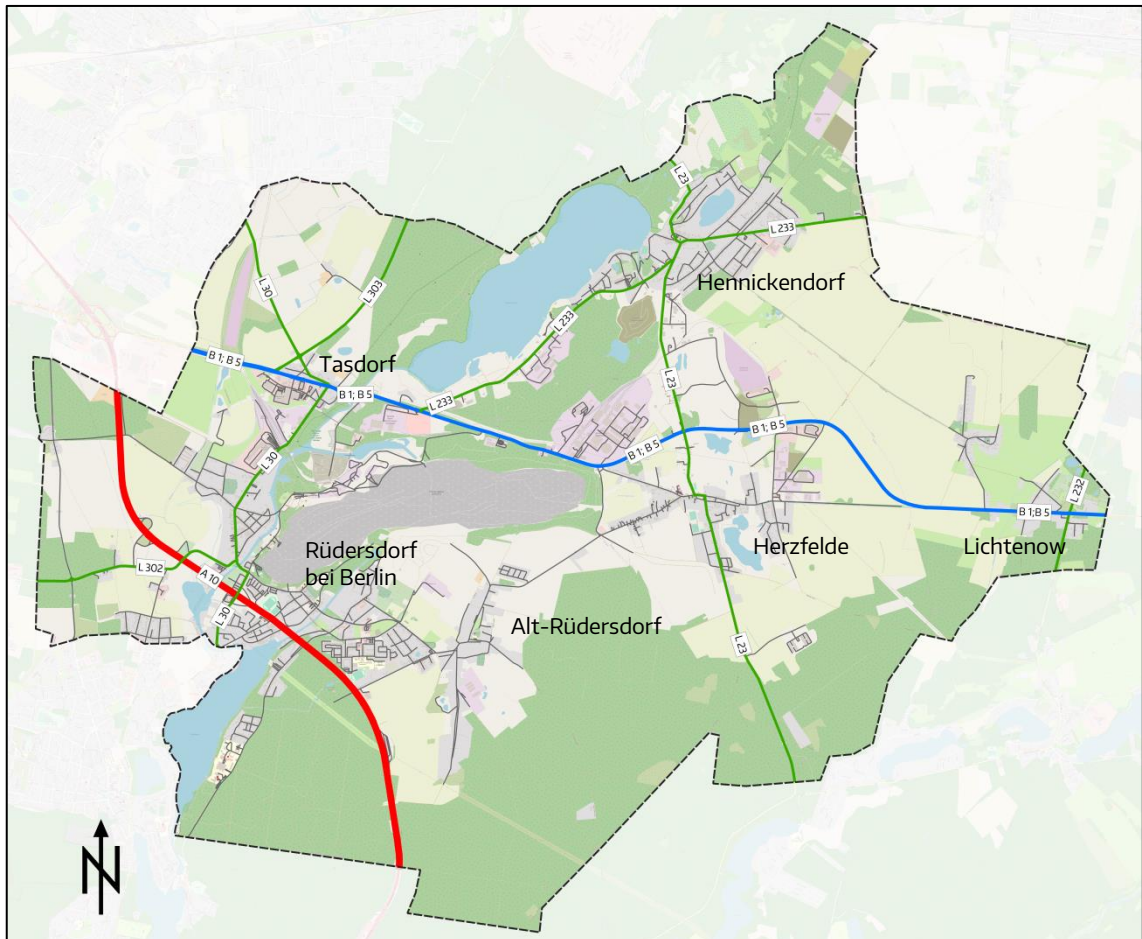 L 23
L 233
Hennickendorf
L 30
L 303
L 233
B 1; B 5
Tasdorf
L 23
B 1; B 5
L 233
B 1; B 5
B 1; B 5
L 30
L 232
B 1; B 5
Rüdersdorf
bei Berlin
Herzfelde
Lichtenow
L 302
A 10
L 30
Alt-Rüdersdorf
L 23
N